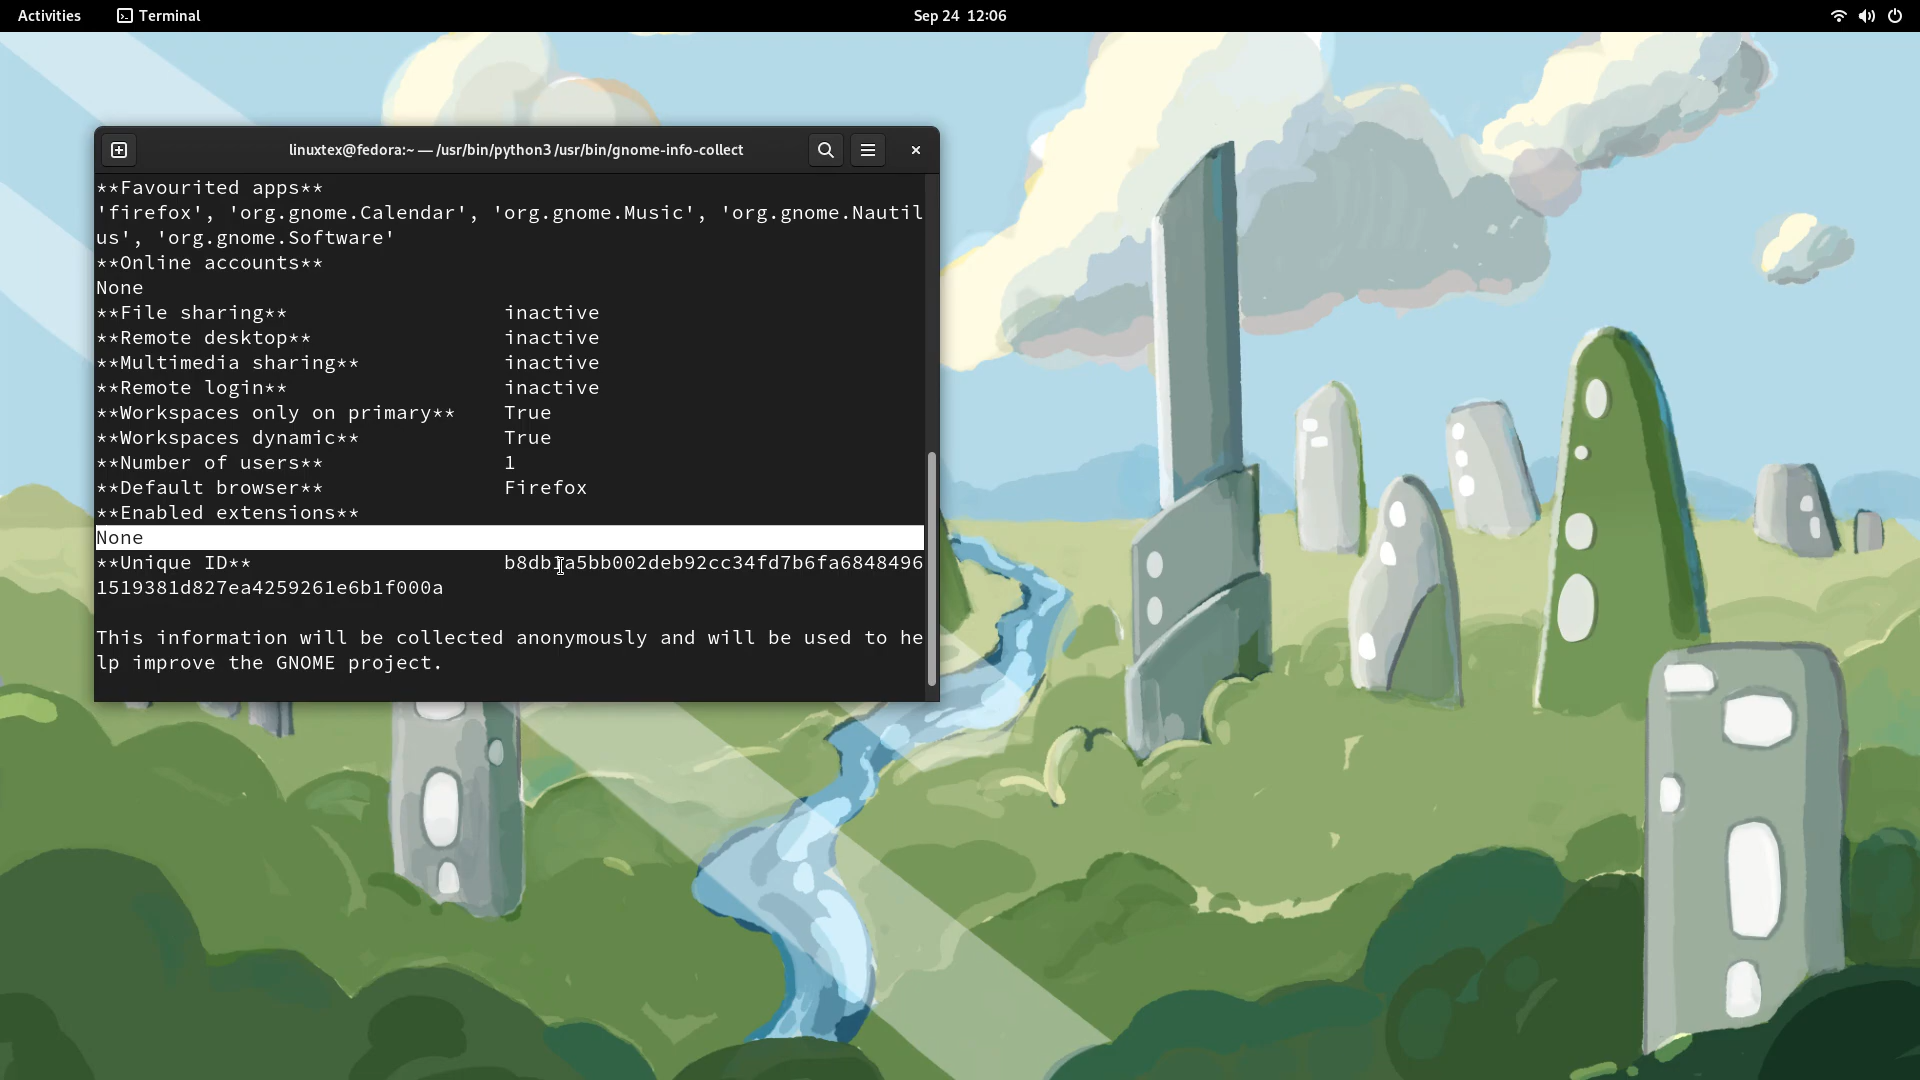 Activities Terminal Sep 24 12:06
linuxtex@fedora:~ — /usr/bin/python3 /usr/bin/gnome-info-collect
**Favourited apps**
'firefox', 'org.gnome.Calendar', 'org.gnome.Music', 'org.gnome.Nautil
us', 'org.gnome.Software'
**Online accounts**
None
**File sharing** inactive
**Remote desktop** inactive
**Multimedia sharing** inactive
**Remote login** inactive
**Workspaces only on primary** True
**Workspaces dynamic** True
**Number of users** 1
**Default browser** Firefox
**Enabled extensions**
None
**Unique ID** b8db1a5bb002deb92cc34fd7b6fa6848496
1519381d827ea4259261e6b1f000a
This information will be collected anonymously and will be used to he
lp improve the GNOME project.